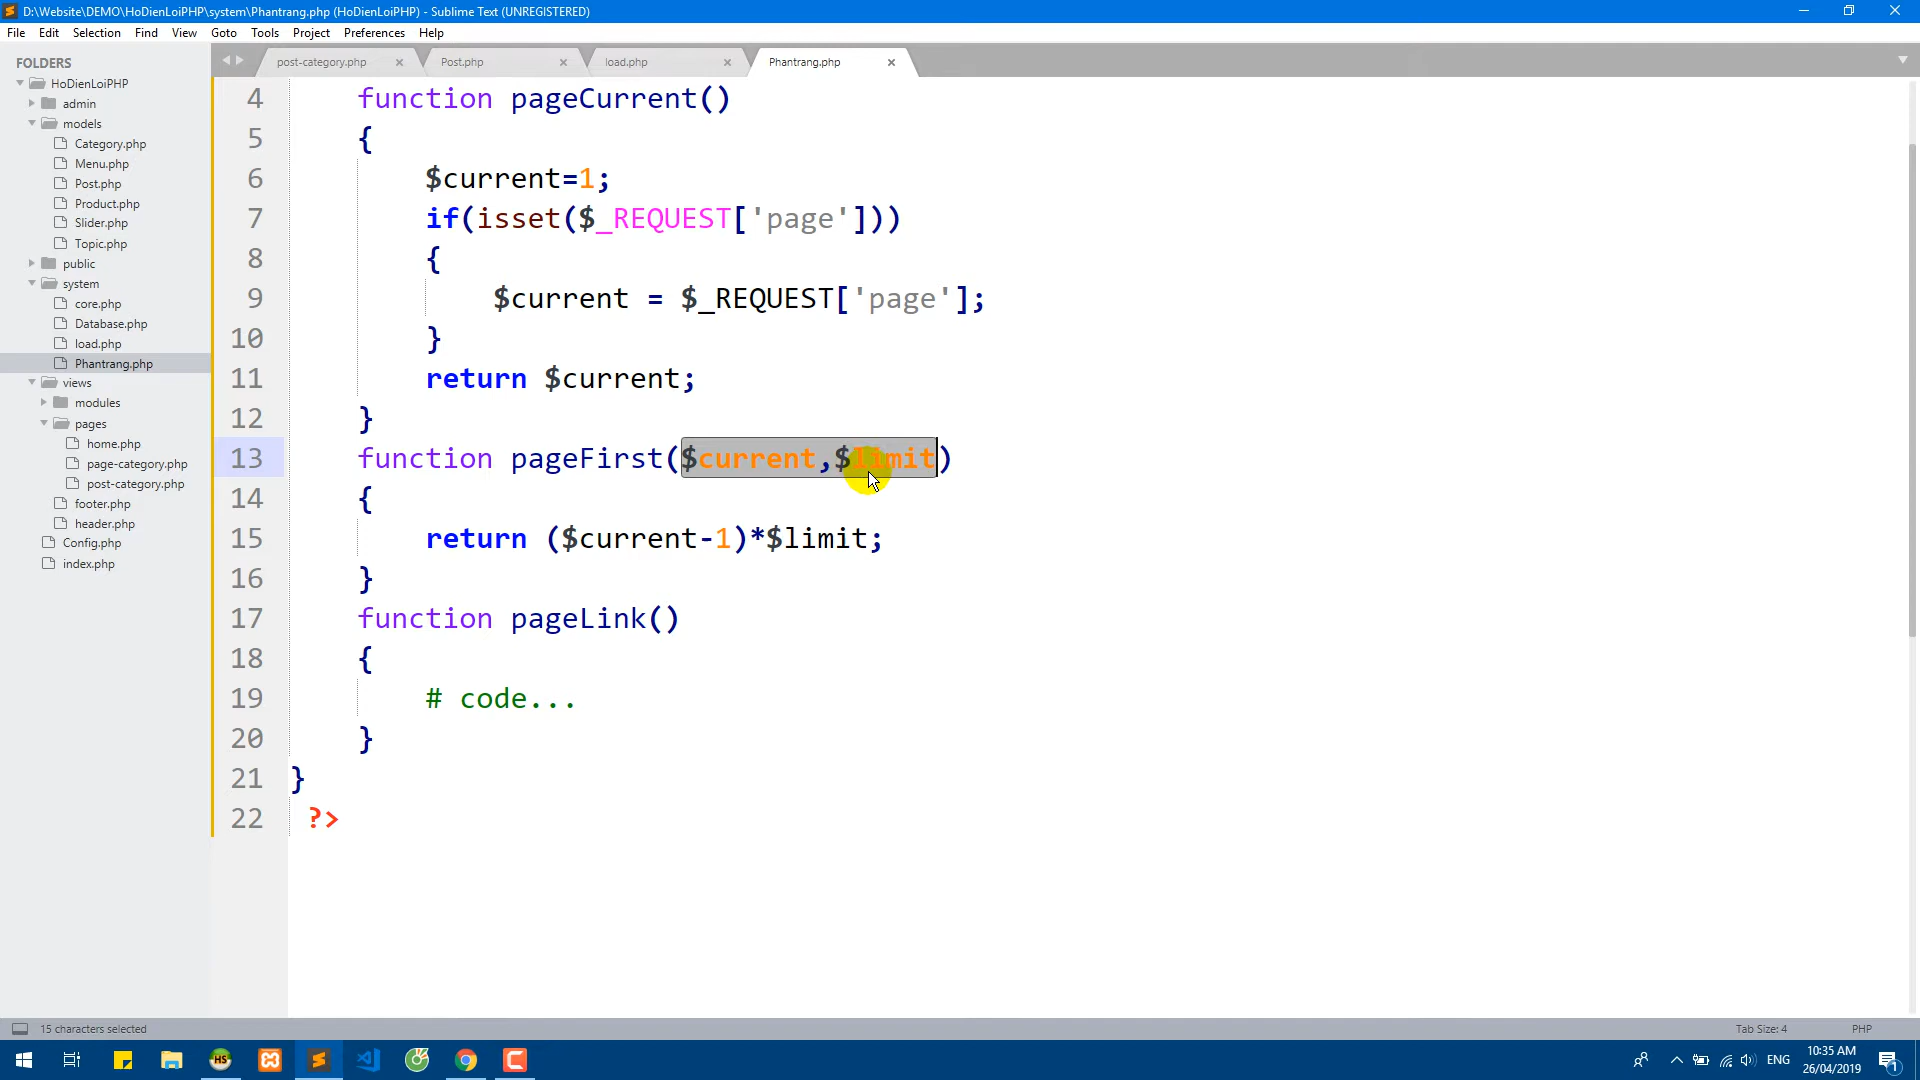 D:\Website\DEMO\HoDienLoiPHP\system\Phantrang.php (HoDienLoiPHP) - Sublime Text (UNREGISTERED)
File Edit Selection Find View Goto Tools Project Preferences Help
FOLDERS
HoDienLoiPHP
admin
models
Category.php
Menu.php
Post.php
Product.php
Slider.php
Topic.php
public
system
core.php
Database.php
load.php
Phantrang.php
views
modules
pages
home.php
page-category.php
post-category.php
footer.php
header.php
Config.php
index.php
post-category.php Post.php load.php Phantrang.php
4 function pageCurrent()
5 {
6 $current=1;
7 if(isset($_REQUEST['page']))
8 {
9 $current = $_REQUEST['page'];
10 }
11 return $current;
12 }
13 function pageFirst($current,$limit)
14 {
15 return ($current-1)*$limit;
16 }
17 function pageLink()
18 {
19 # code...
20 }
21 }
22 ?>
15 characters selected Tab Size: 4 PHP
HS ENG 10:35 AM
26/04/2019 1